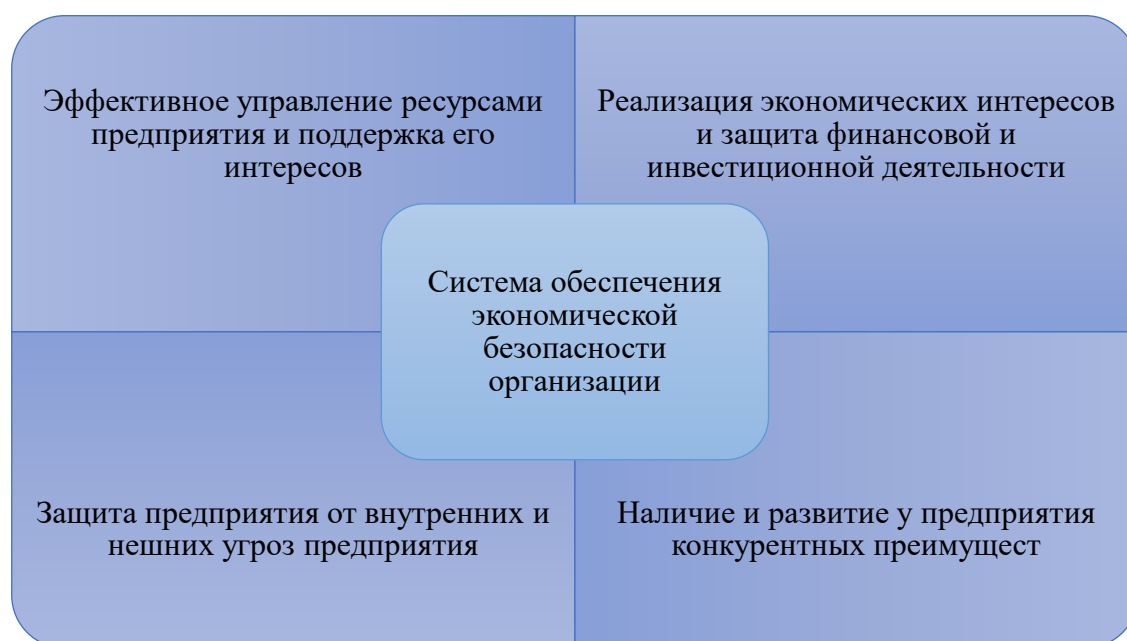 Эффективное управление ресурсами
предприятия и поддержка его
интересов
Реализация экономических интересов
и защита финансовой и
инвестиционной деятельности
Система обеспечения
экономической
безопасности
организации
Защита предприятия от внутренних и
нешних угроз предприятия
Наличие и развитие у предприятия
конкурентных преимущест